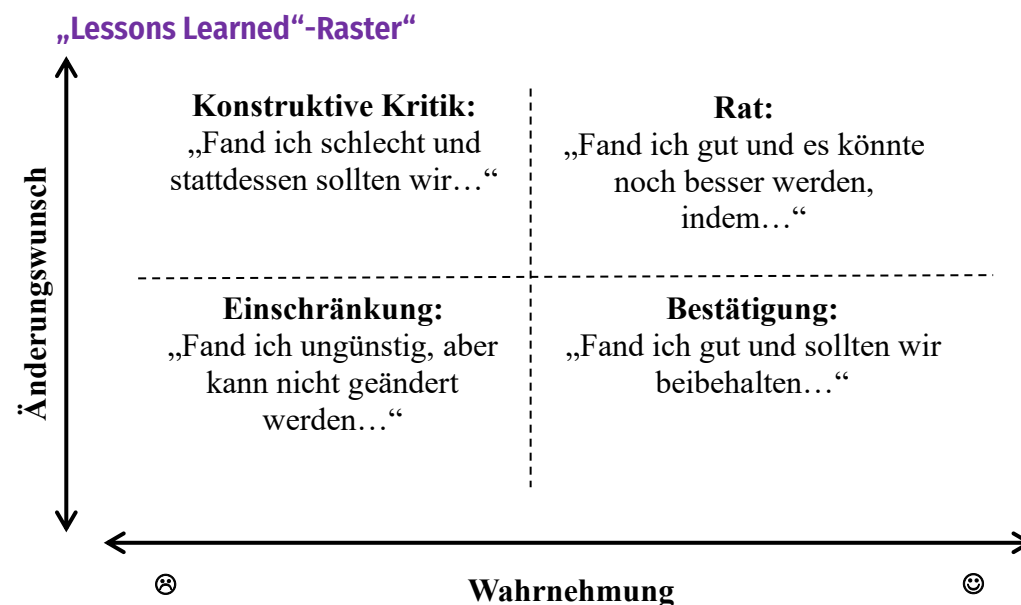 „Lessons Learned“-Raster“
Änderungswunsch
Konstruktive Kritik:
„Fand ich schlecht und
stattdessen sollten wir…“
Rat:
„Fand ich gut und es könnte
noch besser werden,
indem…“
Einschränkung:
„Fand ich ungünstig, aber
kann nicht geändert
werden…“
Bestätigung:
„Fand ich gut und sollten wir
beibehalten…“
Wahrnehmung